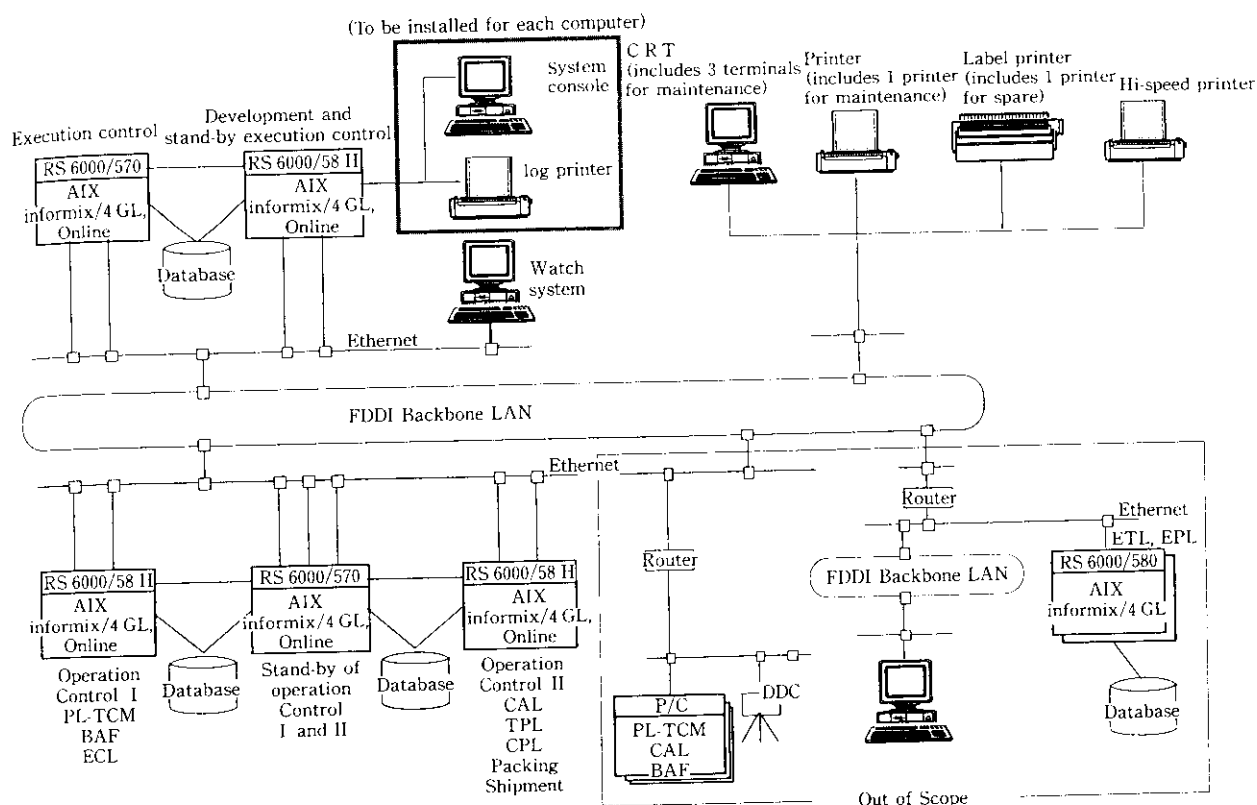 (To be installed for each computer)
System
console
log printer
C R T
(includes 3 terminals
for maintenance)
Printer
(includes 1 printer
for maintenance)
Label printer
(includes 1 printer
for spare)
Hi-speed printer
Execution control
RS 6000/570
AIX
informix/4 GL,
Online
Development and
stand-by execution control
RS 6000/58 H
AIX
informix/4 GL,
Online
Database
Watch
system
Ethernet
FDDI Backbone LAN
Ethernet
RS 6000/58 H
AIX
informix/4 GL,
Online
Operation
Control I
PL-TCM
BAF
ECL
Database
RS 6000/570
AIX
informix/4 GL,
Online
Stand-by of
operation
Control
I and II
Database
RS 6000/58 H
AIX
informix/4 GL,
Online
Operation
Control II
CAL
TPL
CPL
Packing
Shipment
Router
P/C
PL-TCM
CAL
BAF
DDC
Router
Ethernet
FDDI Backbone LAN
ETL, EPL
RS 6000/580
AIX
informix/4 GL
Database
Out of Scope